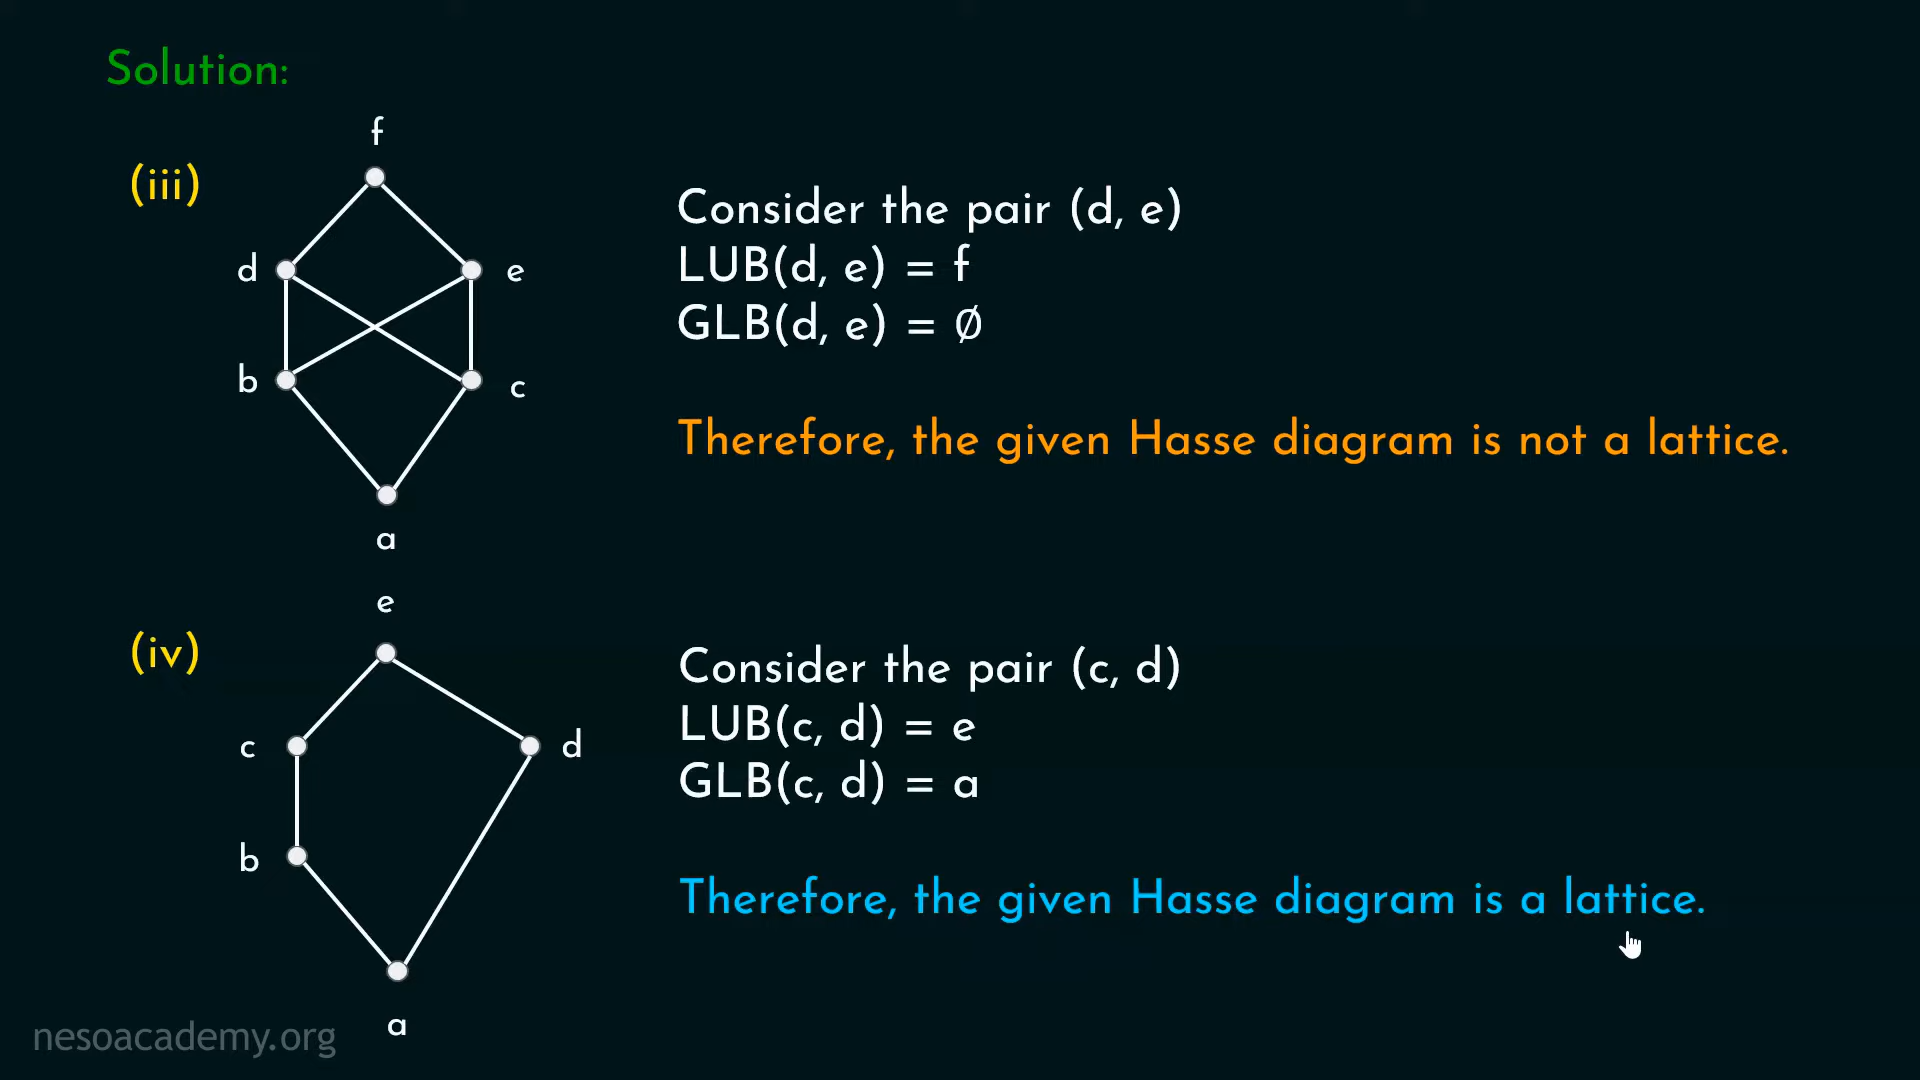 Solution:
(iii)
f
d
e
b
c
a
Consider the pair (d, e)
LUB(d, e) = f
GLB(d, e) = ∅
Therefore, the given Hasse diagram is not a lattice.
(iv)
e
c
d
b
a
Consider the pair (c, d)
LUB(c, d) = e
GLB(c, d) = a
Therefore, the given Hasse diagram is a lattice.
nesoacademy.org